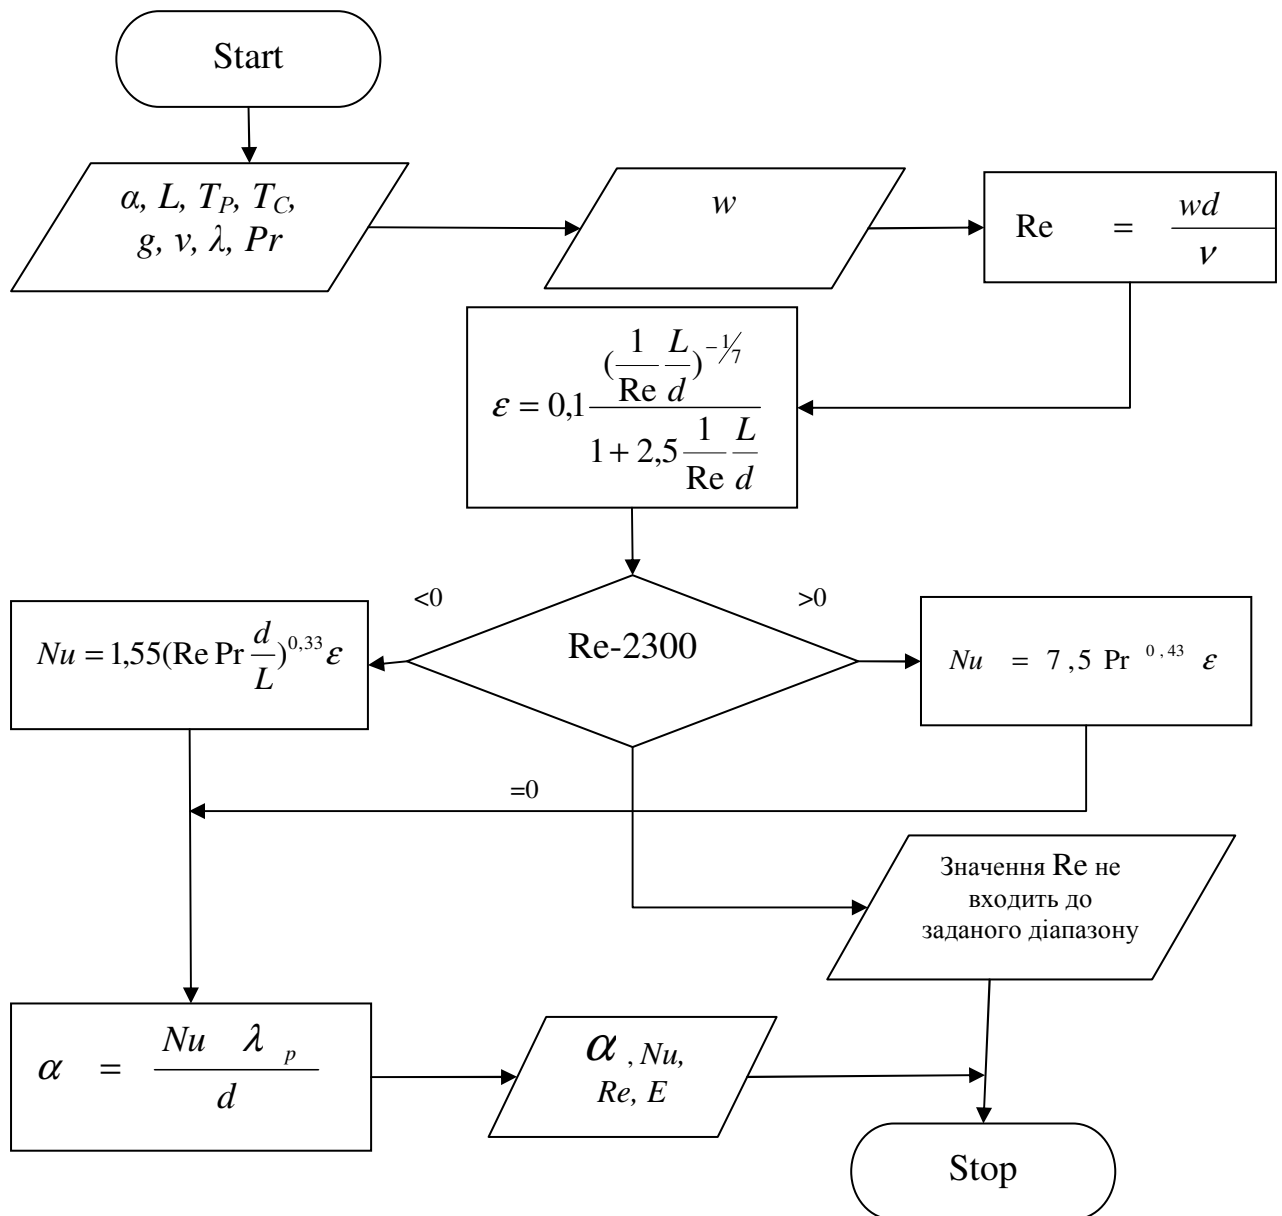 Start
α, L, T_P, T_C,
g, ν, λ, Pr
w
Re = wd/ν
ε = 0,1 (1/Re L/d)^(-1/7) / (1 + 2,5 1/Re L/d)
<0
>0
Re-2300
Nu = 1,55(Re Pr d/L)^0,33 ε
Nu = 7,5 Pr^0,43 ε
=0
Значення Re не
входить до
заданого діапазону
α = Nu λ_p / d
α, Nu,
Re, E
Stop